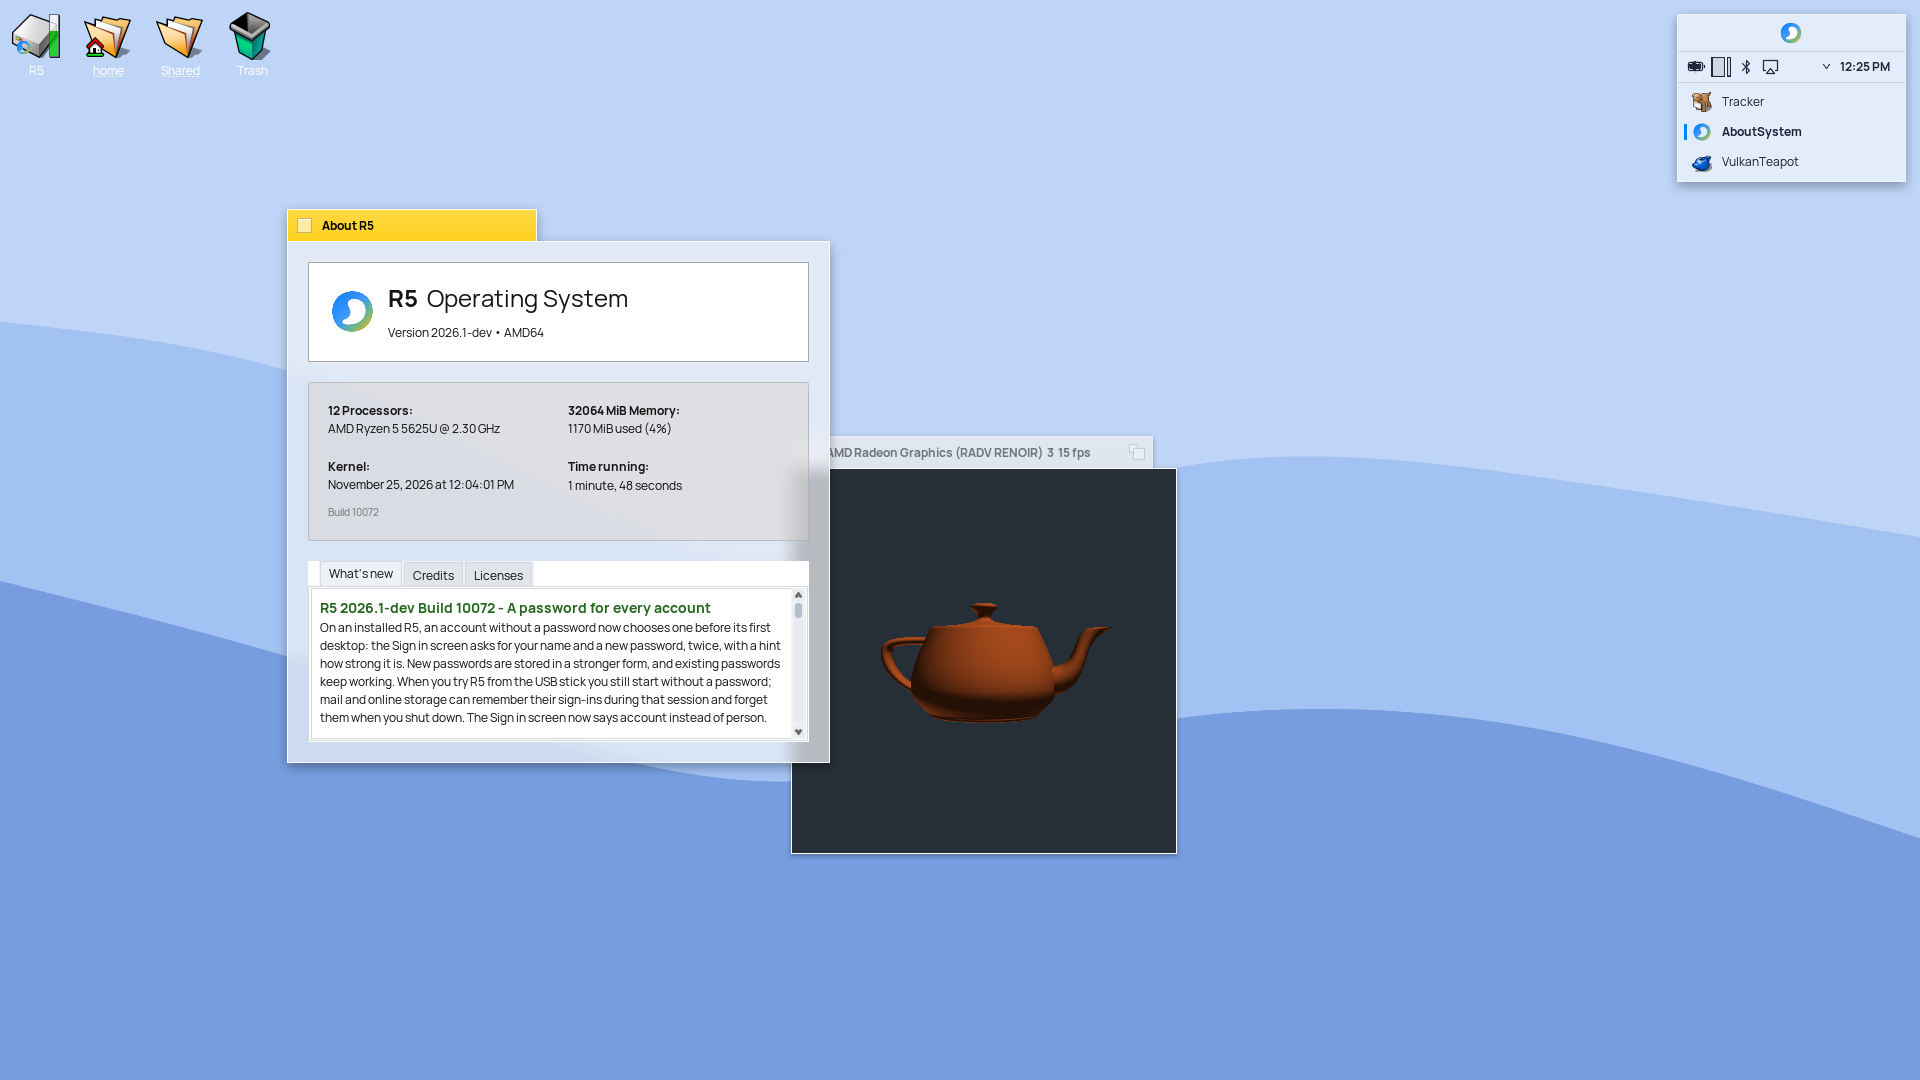 R5
home
Shared
Trash
12:25 PM
Tracker
AboutSystem
VulkanTeapot
About R5
R5 Operating System
Version 2026.1-dev • AMD64
12 Processors:
AMD Ryzen 5 5625U @ 2.30 GHz
32064 MiB Memory:
1170 MiB used (4%)
Kernel:
November 25, 2026 at 12:04:01 PM
Time running:
1 minute, 48 seconds
Build 10072
AMD Radeon Graphics (RADV RENOIR) 3 15 fps
What's new
Credits
Licenses
R5 2026.1-dev Build 10072 - A password for every account
On an installed R5, an account without a password now chooses one before its first
desktop: the Sign in screen asks for your name and a new password, twice, with a hint
how strong it is. New passwords are stored in a stronger form, and existing passwords
keep working. When you try R5 from the USB stick you still start without a password;
mail and online storage can remember their sign-ins during that session and forget
them when you shut down. The Sign in screen now says account instead of person.